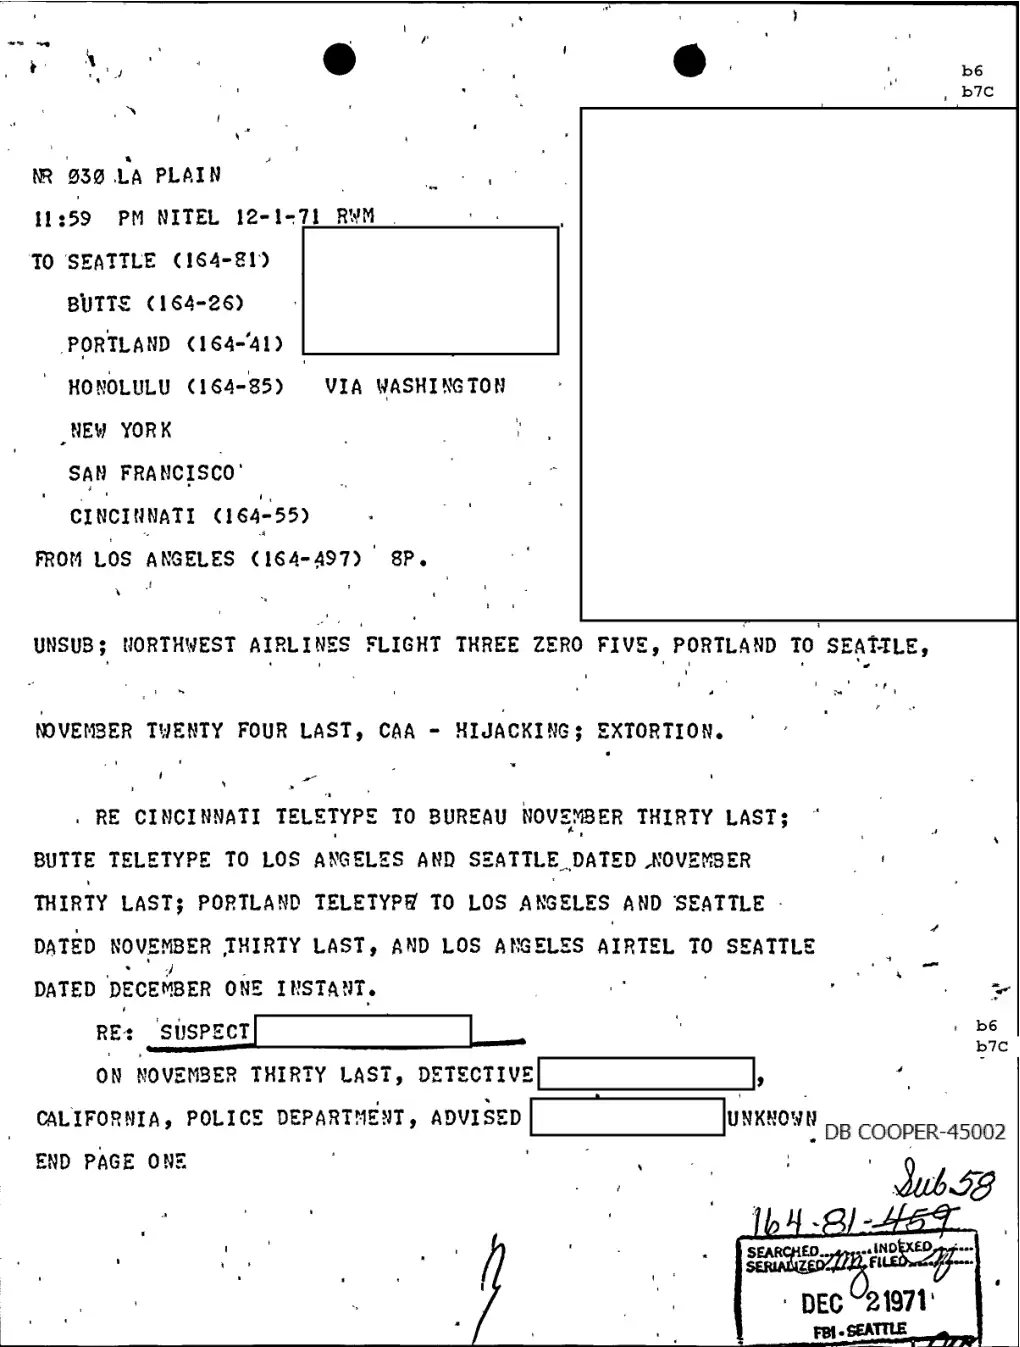 b6
b7C
NR 030 LA PLAIN
11:59 PM NITEL 12-1-71 RWM
TO SEATTLE (164-81)
BUTTE (164-26)
PORTLAND (164-41)
HONOLULU (164-85) VIA WASHINGTON
NEW YORK
SAN FRANCISCO
CINCINNATI (164-55)
FROM LOS ANGELES (164-497) 8P.
UNSUB; NORTHWEST AIRLINES FLIGHT THREE ZERO FIVE, PORTLAND TO SEATTLE,
NOVEMBER TWENTY FOUR LAST, CAA - HIJACKING; EXTORTION.
RE CINCINNATI TELETYPE TO BUREAU NOVEMBER THIRTY LAST;
BUTTE TELETYPE TO LOS ANGELES AND SEATTLE DATED NOVEMBER
THIRTY LAST; PORTLAND TELETYPE TO LOS ANGELES AND SEATTLE
DATED NOVEMBER THIRTY LAST, AND LOS ANGELES AIRTEL TO SEATTLE
DATED DECEMBER ONE INSTANT.
RE: SUSPECT
b6
b7C
ON NOVEMBER THIRTY LAST, DETECTIVE ,
CALIFORNIA, POLICE DEPARTMENT, ADVISED UNKNOWN
DB COOPER-45002
END PAGE ONE
Sub 58
164-81-459
SEARCHED INDEXED
SERIALIZED FILED
DEC 2 1971
FBI - SEATTLE